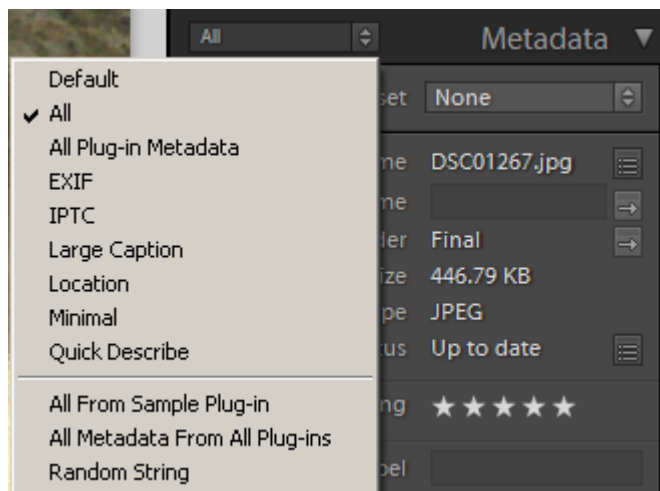 All
Metadata
Default
All
All Plug-in Metadata
EXIF
IPTC
Large Caption
Location
Minimal
Quick Describe
All From Sample Plug-in
All Metadata From All Plug-ins
Random String
set None
me DSC01267.jpg
me
der Final
ize 446.79 KB
pe JPEG
tus Up to date
ng ★★★★★
bel